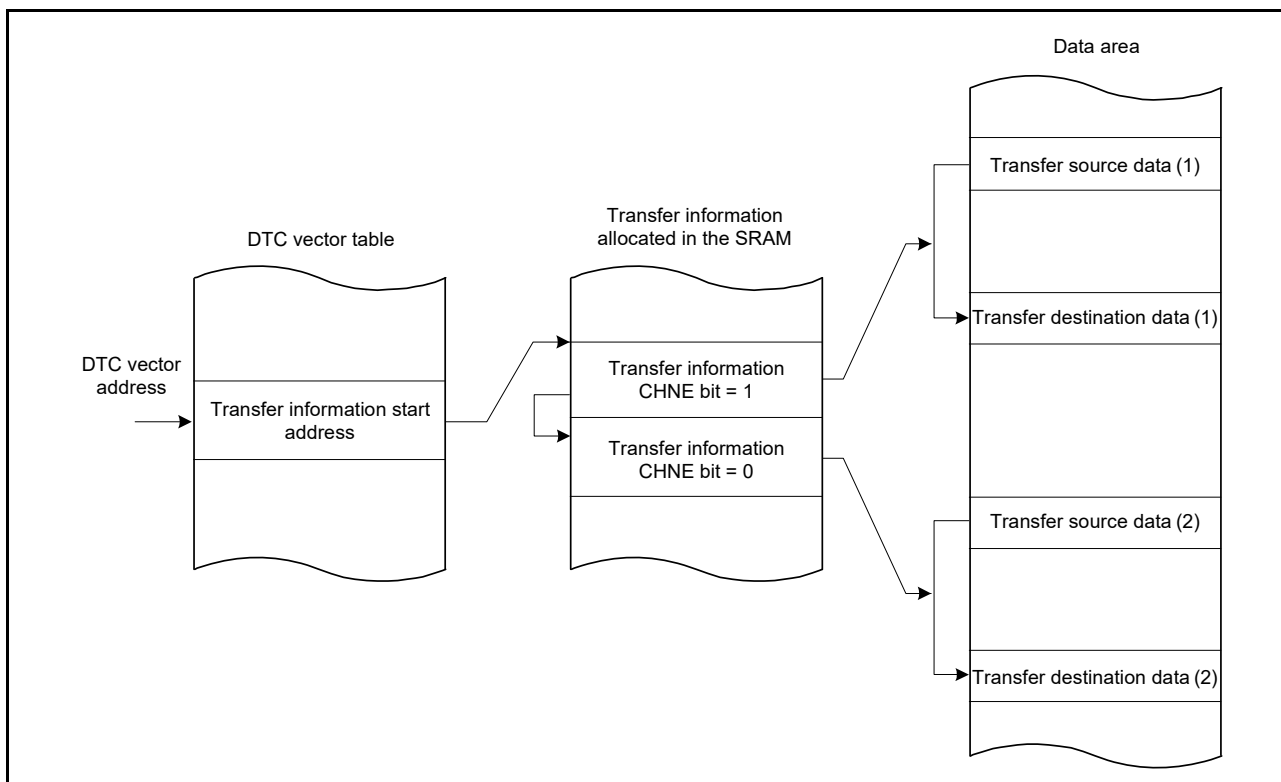 Data area
Transfer source data (1)
Transfer information
allocated in the SRAM
DTC vector table
Transfer destination data (1)
DTC vector
address
Transfer information
CHNE bit = 1
Transfer information start
address
Transfer information
CHNE bit = 0
Transfer source data (2)
Transfer destination data (2)